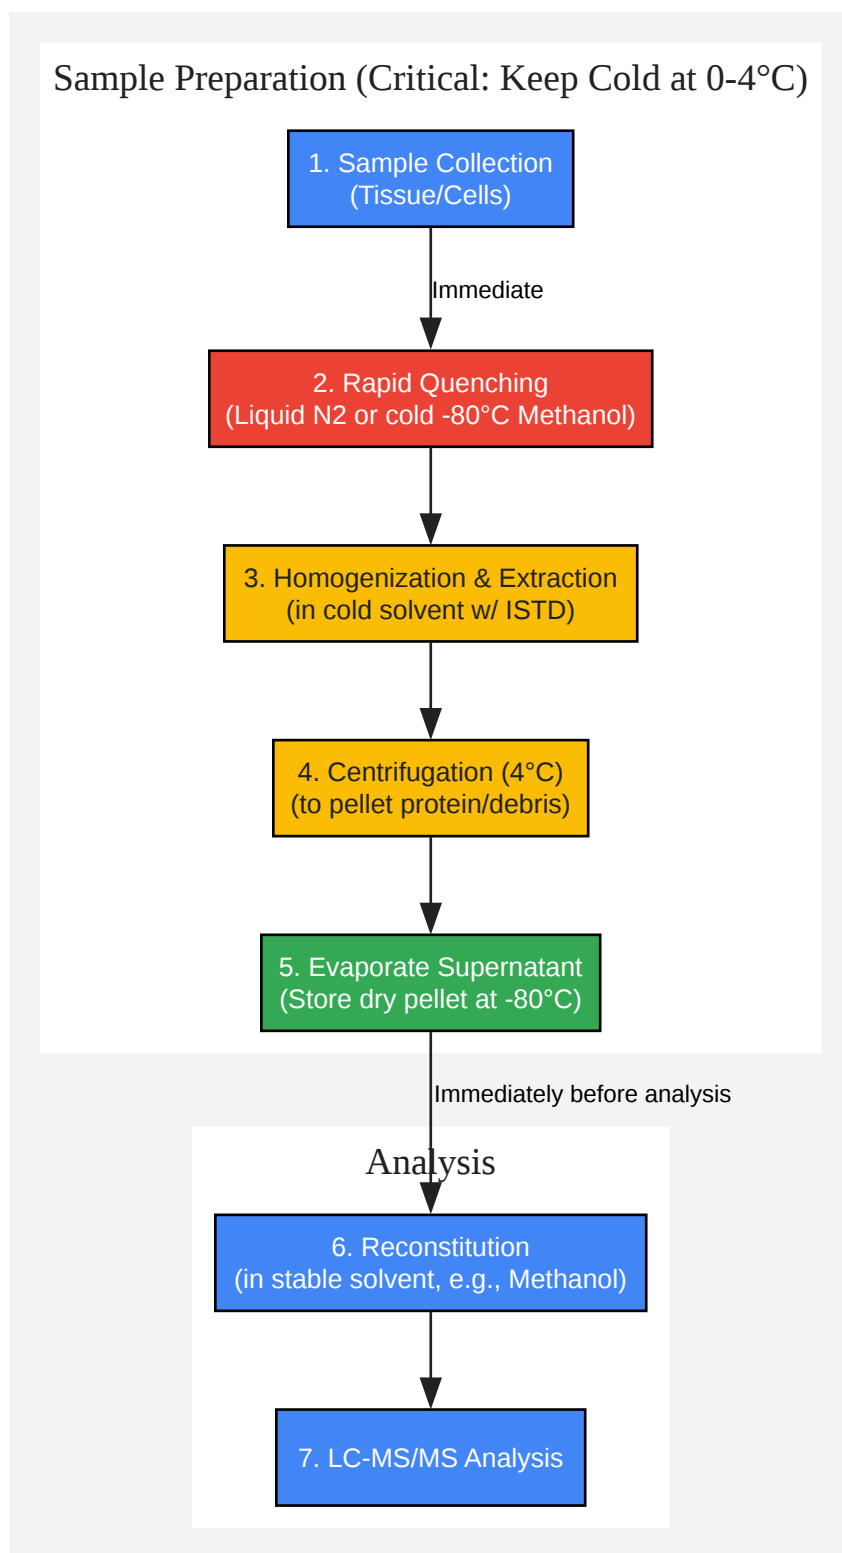 Sample Preparation (Critical: Keep Cold at 0-4°C)
1. Sample Collection
(Tissue/Cells)
Immediate
2. Rapid Quenching
(Liquid N2 or cold -80°C Methanol)
3. Homogenization & Extraction
(in cold solvent w/ ISTD)
4. Centrifugation (4°C)
(to pellet protein/debris)
5. Evaporate Supernatant
(Store dry pellet at -80°C)
Immediately before analysis
Analysis
6. Reconstitution
(in stable solvent, e.g., Methanol)
7. LC-MS/MS Analysis